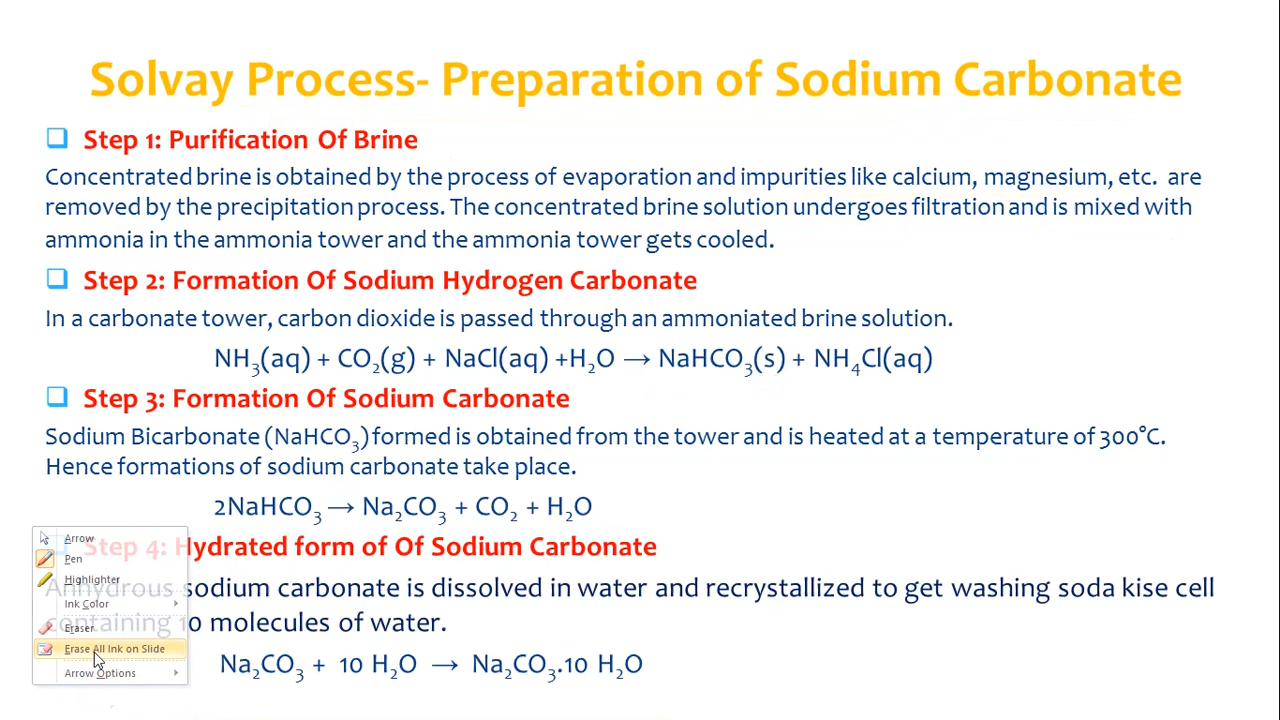 Solvay Process- Preparation of Sodium Carbonate
Step 1: Purification Of Brine
Concentrated brine is obtained by the process of evaporation and impurities like calcium, magnesium, etc. are
removed by the precipitation process. The concentrated brine solution undergoes filtration and is mixed with
ammonia in the ammonia tower and the ammonia tower gets cooled.
Step 2: Formation Of Sodium Hydrogen Carbonate
In a carbonate tower, carbon dioxide is passed through an ammoniated brine solution.
NH₃(aq) + CO₂(g) + NaCl(aq) +H₂O → NaHCO₃(s) + NH₄Cl(aq)
Step 3: Formation Of Sodium Carbonate
Sodium Bicarbonate (NaHCO₃) formed is obtained from the tower and is heated at a temperature of 300°C.
Hence formations of sodium carbonate take place.
2NaHCO₃ → Na₂CO₃ + CO₂ + H₂O
Step 4: Hydrated form of Of Sodium Carbonate
Anhydrous sodium carbonate is dissolved in water and recrystallized to get washing soda kise cell
containing 10 molecules of water.
Na₂CO₃ + 10 H₂O → Na₂CO₃.10 H₂O
Arrow
Pen
Highlighter
Ink Color
Eraser
Erase All Ink on Slide
Arrow Options